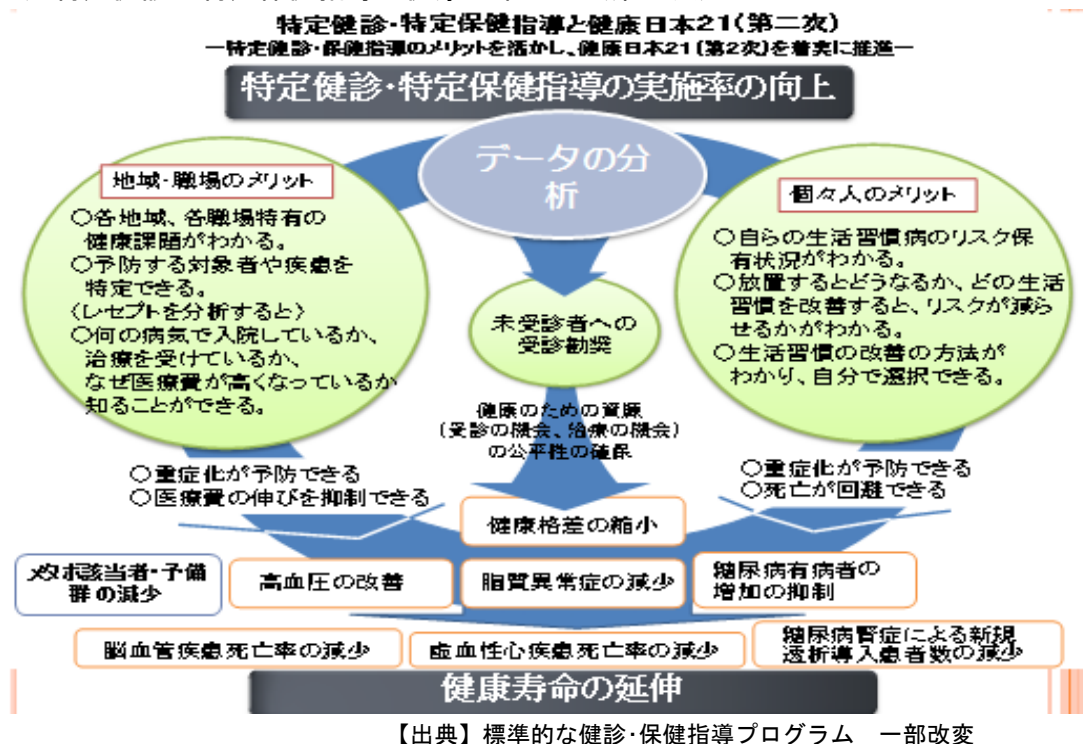 特定健診・特定保健指導と健康日本21(第二次)
―特定健診・保健指導のメリットを活かし、健康日本21(第2次)を着実に推進―
特定健診・特定保健指導の実施率の向上
データの分
析
地域・職場のメリット
○各地域、各職場特有の
健康課題がわかる。
○予防する対象者や疾患を
特定できる。
(レセプトを分析すると)
○何の病気で入院しているか、
治療を受けているか、
なぜ医療費が高くなっているか
知ることができる。
個々人のメリット
○自らの生活習慣病のリスク保
有状況がわかる。
○放置するとどうなるか、どの生活
習慣を改善すると、リスクが減ら
せるかがわかる。
○生活習慣の改善の方法が
わかり、自分で選択できる。
未受診者への
受診勧奨
健康のための資源
(受診の機会、治療の機会)
の公平性の確保
○重症化が予防できる
○医療費の伸びを抑制できる
○重症化が予防できる
○死亡が回避できる
健康格差の縮小
メタボ該当者・予備
群の減少
高血圧の改善
脂質異常症の減少
糖尿病有病者の
増加の抑制
脳血管疾患死亡率の減少
虚血性心疾患死亡率の減少
糖尿病腎症による新規
透析導入患者数の減少
健康寿命の延伸
【出典】標準的な健診・保健指導プログラム 一部改変